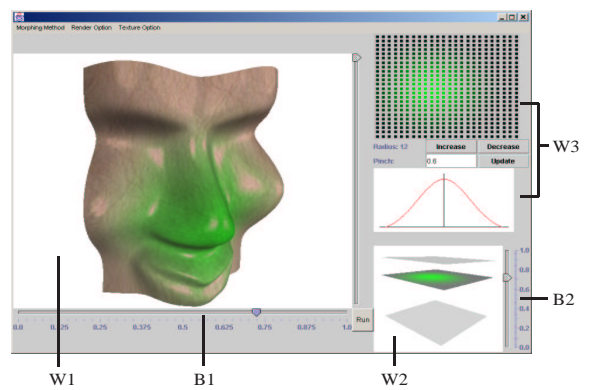 Morphing Method Render Option Texture Option
Radius: 12 Increase Decrease
Pinch: 0.6 Update
W3
1.0
0.8
0.6
0.4
0.2
0.0
B2
Run
0.0 0.125 0.25 0.375 0.5 0.625 0.75 0.875 1.0
W1 B1 W2